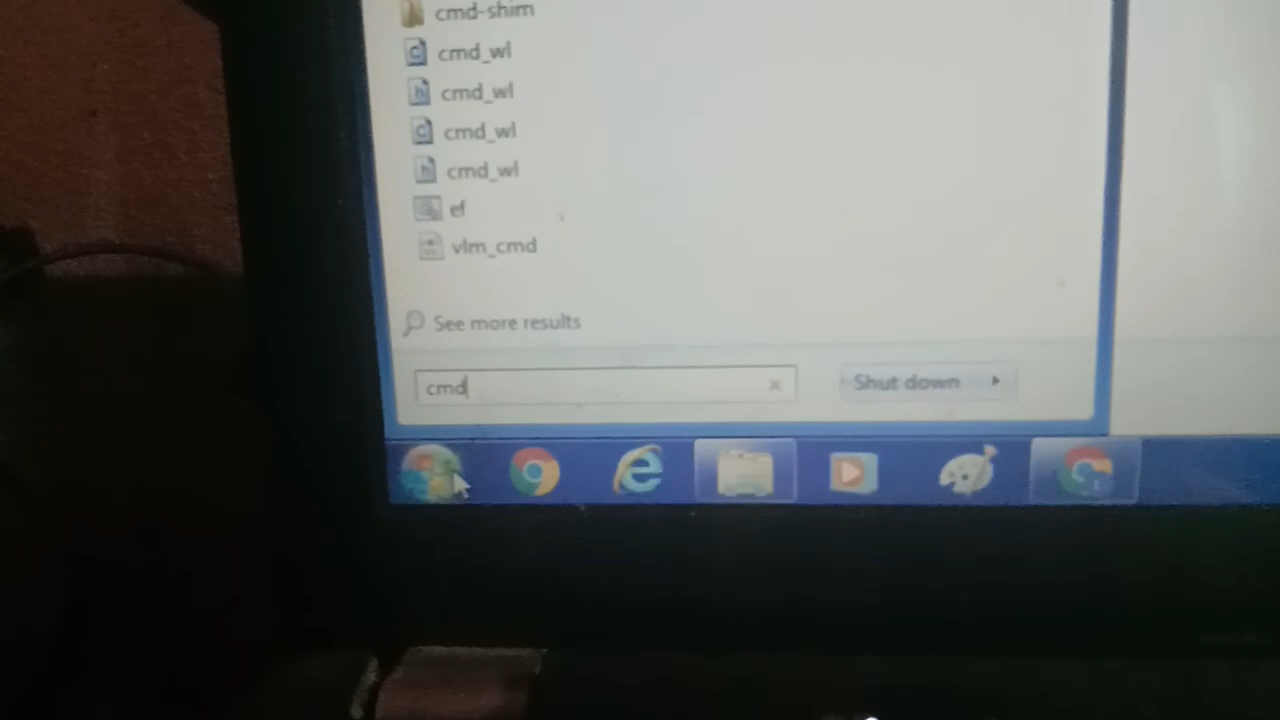 cmd-shim
cmd_wl
cmd_wl
cmd_wl
cmd_wl
ef
vlm_cmd
See more results
cmd
Shut down